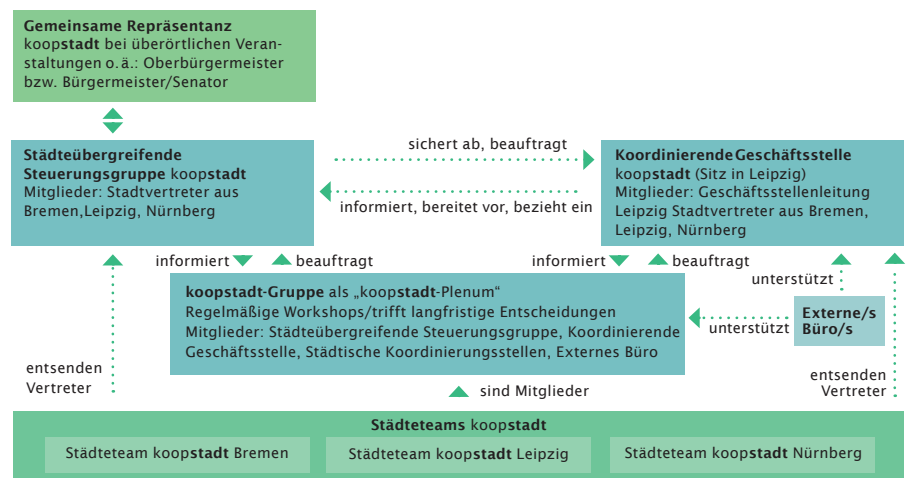 Gemeinsame Repräsentanz
koopstadt bei überörtlichen Veran-
staltungen o.ä.: Oberbürgermeister
bzw. Bürgermeister/Senator
Städteübergreifende
Steuerungsgruppe koopstadt
Mitglieder: Stadtvertreter aus
Bremen,Leipzig, Nürnberg
sichert ab, beauftragt
informiert, bereitet vor, bezieht ein
Koordinierende Geschäftsstelle
koopstadt (Sitz in Leipzig)
Mitglieder: Geschäftsstellenleitung
Leipzig Stadtvertreter aus Bremen,
Leipzig, Nürnberg
informiert
beauftragt
informiert
beauftragt
koopstadt-Gruppe als „koopstadt-Plenum“
Regelmäßige Workshops/trifft langfristige Entscheidungen
Mitglieder: Städteübergreifende Steuerungsgruppe, Koordinierende
Geschäftsstelle, Städtische Koordinierungsstellen, Externes Büro
unterstützt
unterstützt
Externe/s
Büro/s
entsenden
Vertreter
sind Mitglieder
entsenden
Vertreter
Städteteams koopstadt
Städteteam koopstadt Bremen
Städteteam koopstadt Leipzig
Städteteam koopstadt Nürnberg